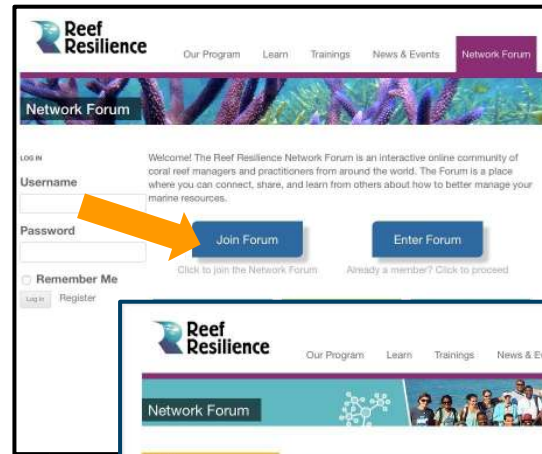 Reef
Resilience
Our Program Learn Trainings News & Events Network Forum
Network Forum
LOG IN
Username
Password
Remember Me
Log in Register
Welcome! The Reef Resilience Network Forum is an interactive online community of
coral reef managers and practitioners from around the world. The Forum is a place
where you can connect, share, and learn from others about how to better manage your
marine resources.
Join Forum Enter Forum
Click to join the Network Forum Already a member? Click to proceed
Reef
Resilience
Our Program Learn Trainings News & E
Network Forum